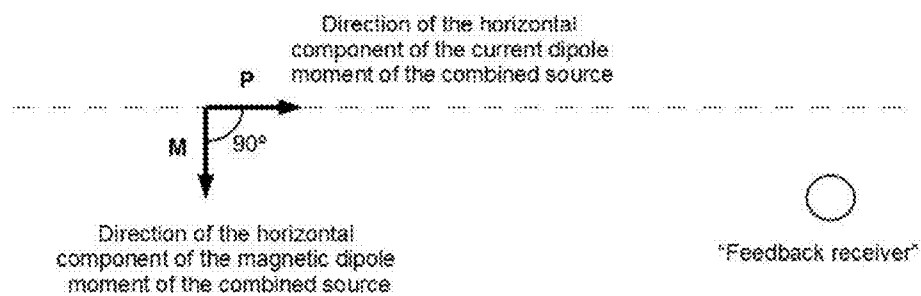 Direction of the horizontal
component of the current dipole
moment of the combined source
P
M
90°
Direction of the horizontal
component of the magnetic dipole
moment of the combined source
"Feedback receiver"